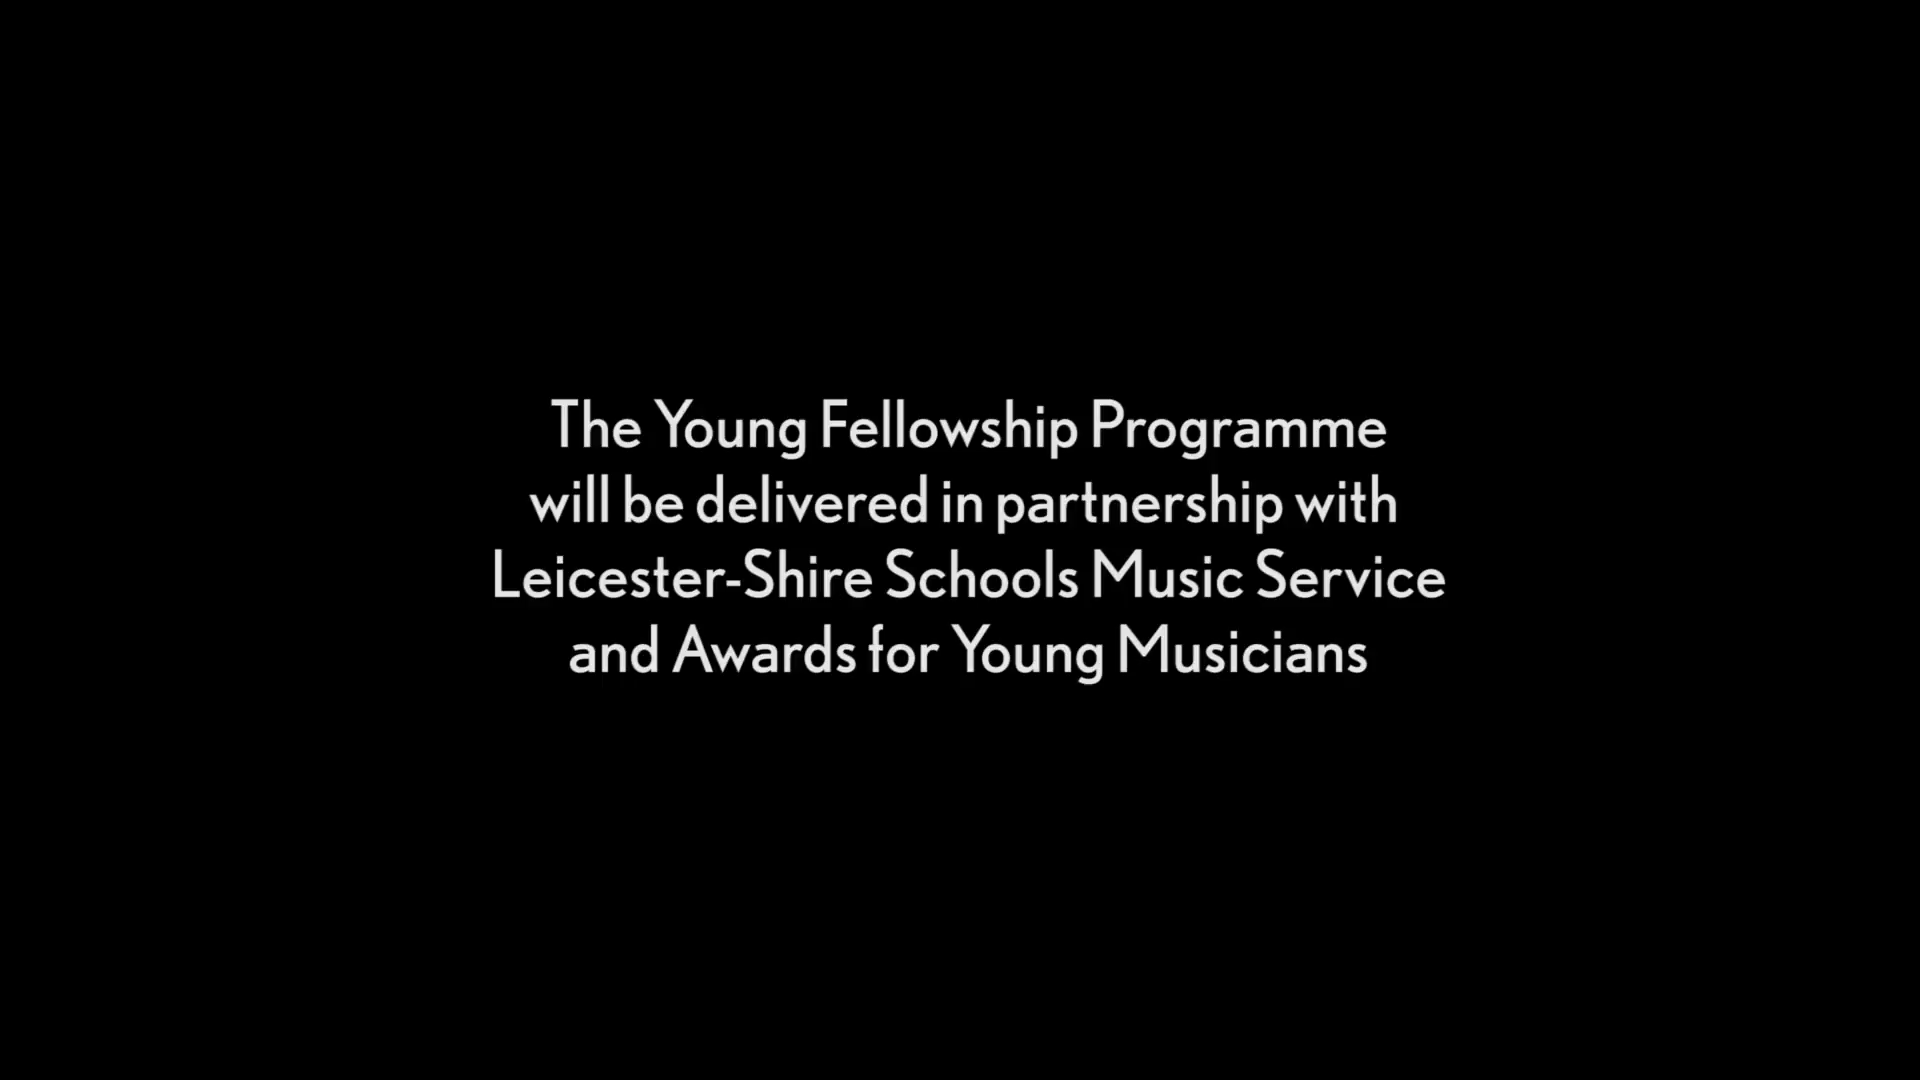 The Young Fellowship Programme
will be delivered in partnership with
Leicester-Shire Schools Music Service
and Awards for Young Musicians